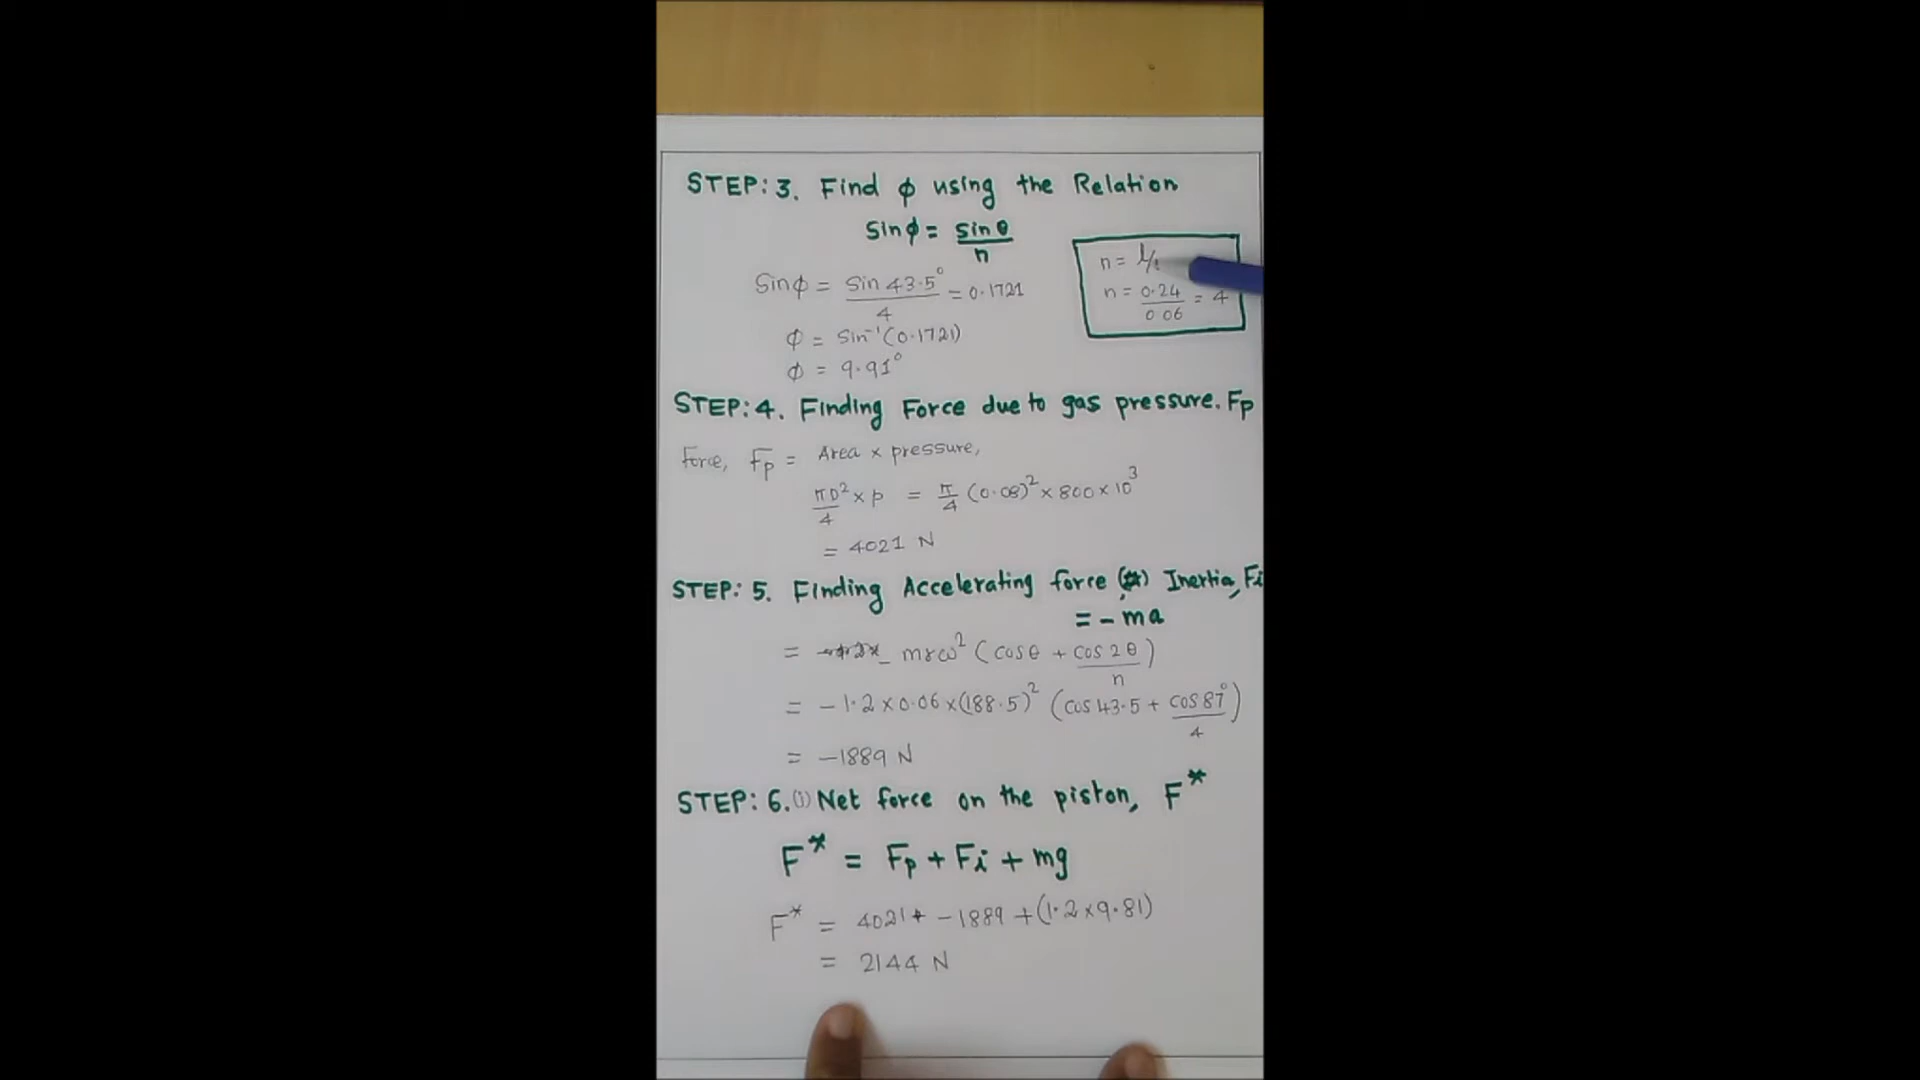 STEP: 3. Find φ using the Relation
Sinφ = sinθ/n
n = l/
Sinφ = Sin 43.5°/4 = 0.1721
n = 0.24/0.06 = 4
φ = Sin⁻¹(0.1721)
φ = 9.91°
STEP: 4. Finding Force due to gas pressure. Fp
Force, Fp = Area × pressure,
πD²/4 × p = π/4 (0.08)² × 800 × 10³
= 4021 N
STEP: 5. Finding Accelerating force Inertia, Fi
= - ma
= - mrω² (cosθ + cos 2θ/n)
= - 1.2 × 0.06 × (188.5)² (cos 43.5 + cos 87°/4)
= - 1889 N
STEP: 6. (i) Net force on the piston, F*
F* = Fp + Fi + mg
F* = 4021 + - 1889 + (1.2 × 9.81)
= 2144 N